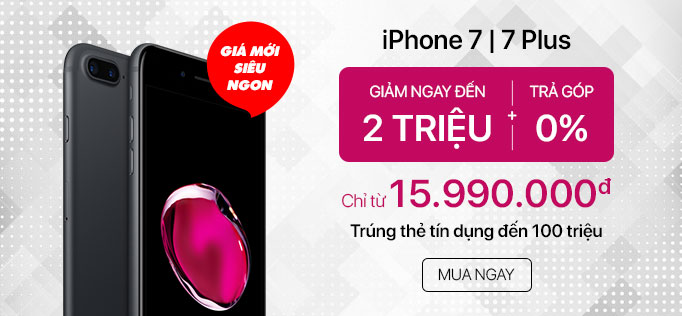 GIÁ MỚI
SIÊU
NGON
iPhone 7 | 7 Plus
GIẢM NGAY ĐẾN
2 TRIỆU
+
TRẢ GÓP
0%
Chỉ từ 15.990.000đ
Trúng thẻ tín dụng đến 100 triệu
MUA NGAY